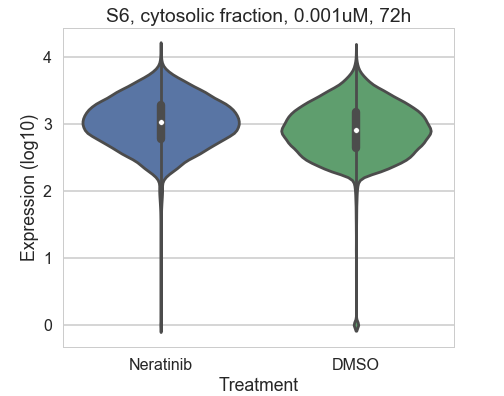 S6, cytosolic fraction, 0.001uM, 72h
Expression (log10)
4
3
2
1
0
Neratinib
DMSO
Treatment